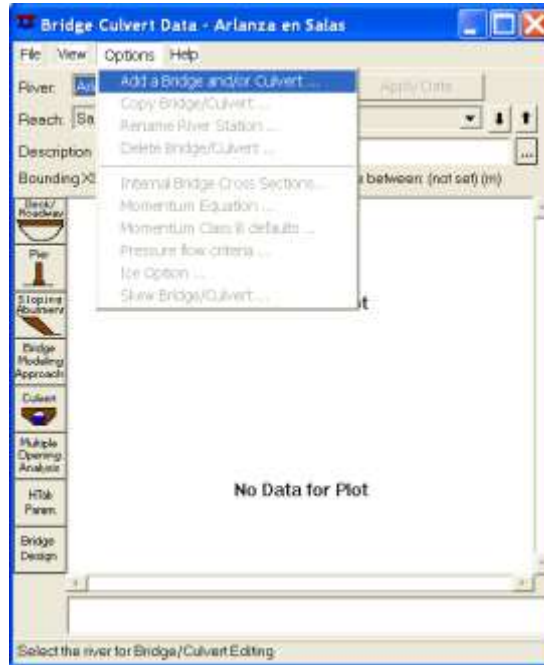 Bridge Culvert Data - Arlanza en Salas
File View Options Help
River:
Apply Data
Reach: Sa
Description
Bounding XS
between: (not set) (m)
Add a Bridge and/or Culvert ...
Copy Bridge/Culvert ...
Rename River Station ...
Delete Bridge/Culvert ...
Internal Bridge Cross Sections...
Momentum Equation ...
Momentum Class B defaults ...
Pressure flow criteria ...
Ice Option ...
Skew Bridge/Culvert ...
Deck/
Roadway
Pier
Sloping
Abutment
Bridge
Modeling
Approach
Culvert
Multiple
Opening
Analysis
HTab
Param.
Bridge
Design
No Data for Plot
Select the river for Bridge/Culvert Editing